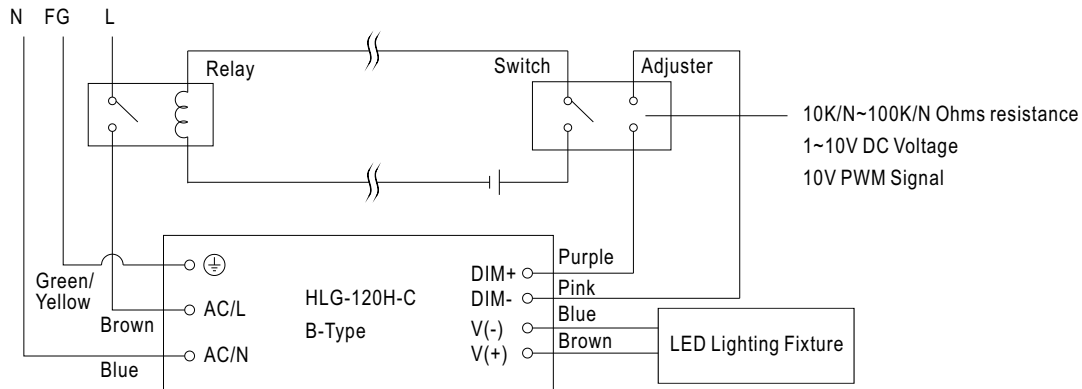 N FG L
Relay
Switch
Adjuster
10K/N~100K/N Ohms resistance
1~10V DC Voltage
10V PWM Signal
Green/
Yellow
Brown
Blue
AC/L
AC/N
HLG-120H-C
B-Type
DIM+
DIM-
V(-)
V(+)
Purple
Pink
Blue
Brown
LED Lighting Fixture